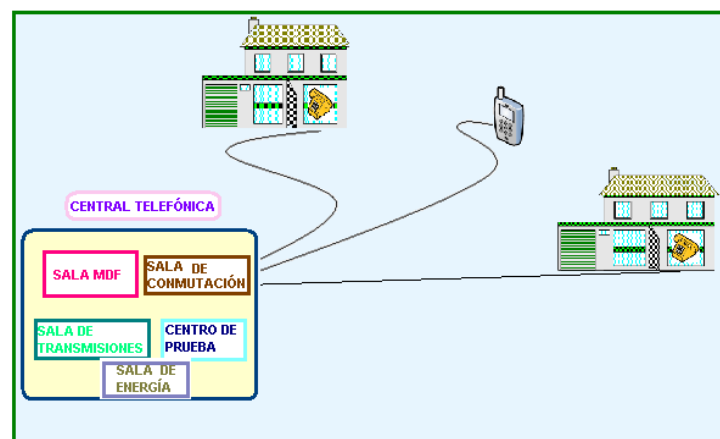 CENTRAL TELEFÓNICA
SALA MDF
SALA DE
CONMUTACIÓN
SALA DE
TRANSMISIONES
CENTRO DE
PRUEBA
SALA DE
ENERGÍA